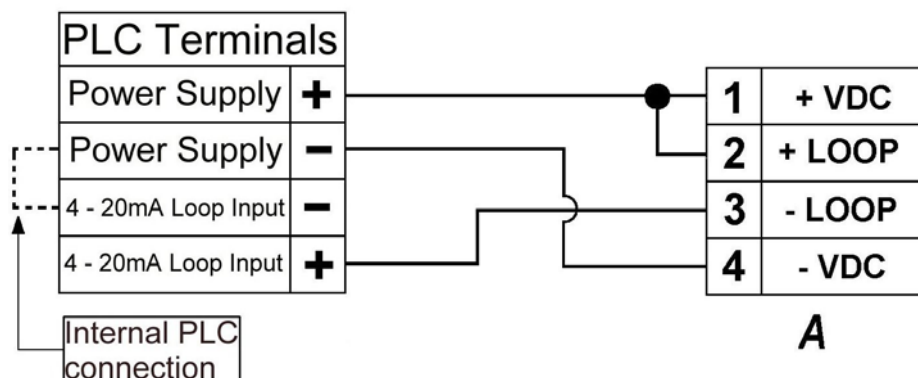 PLC Terminals
Power Supply +
Power Supply -
4 - 20mA Loop Input -
4 - 20mA Loop Input +
Internal PLC
connection
1 + VDC
2 + LOOP
3 - LOOP
4 - VDC
A